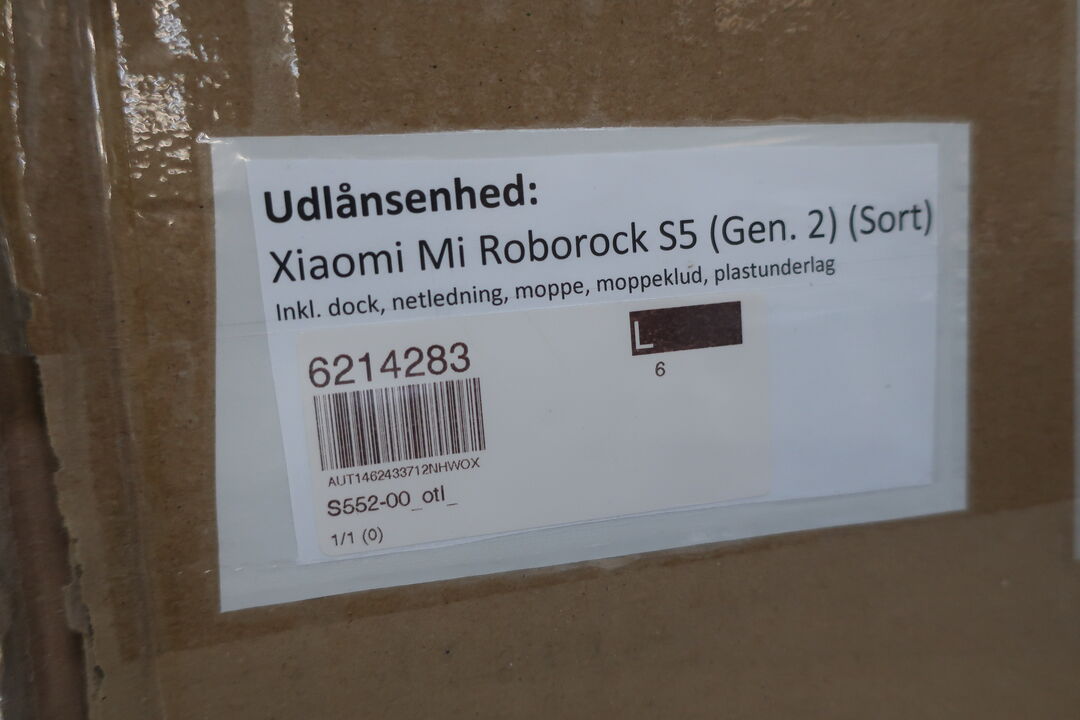 Udlånsenhed:
Xiaomi Mi Roborock S5 (Gen. 2) (Sort)
Inkl. dock, netledning, moppe, moppeklud, plastunderlag
6214283
L
6
AUT1462433712NHWOX
S552-00_otl_
1/1 (0)